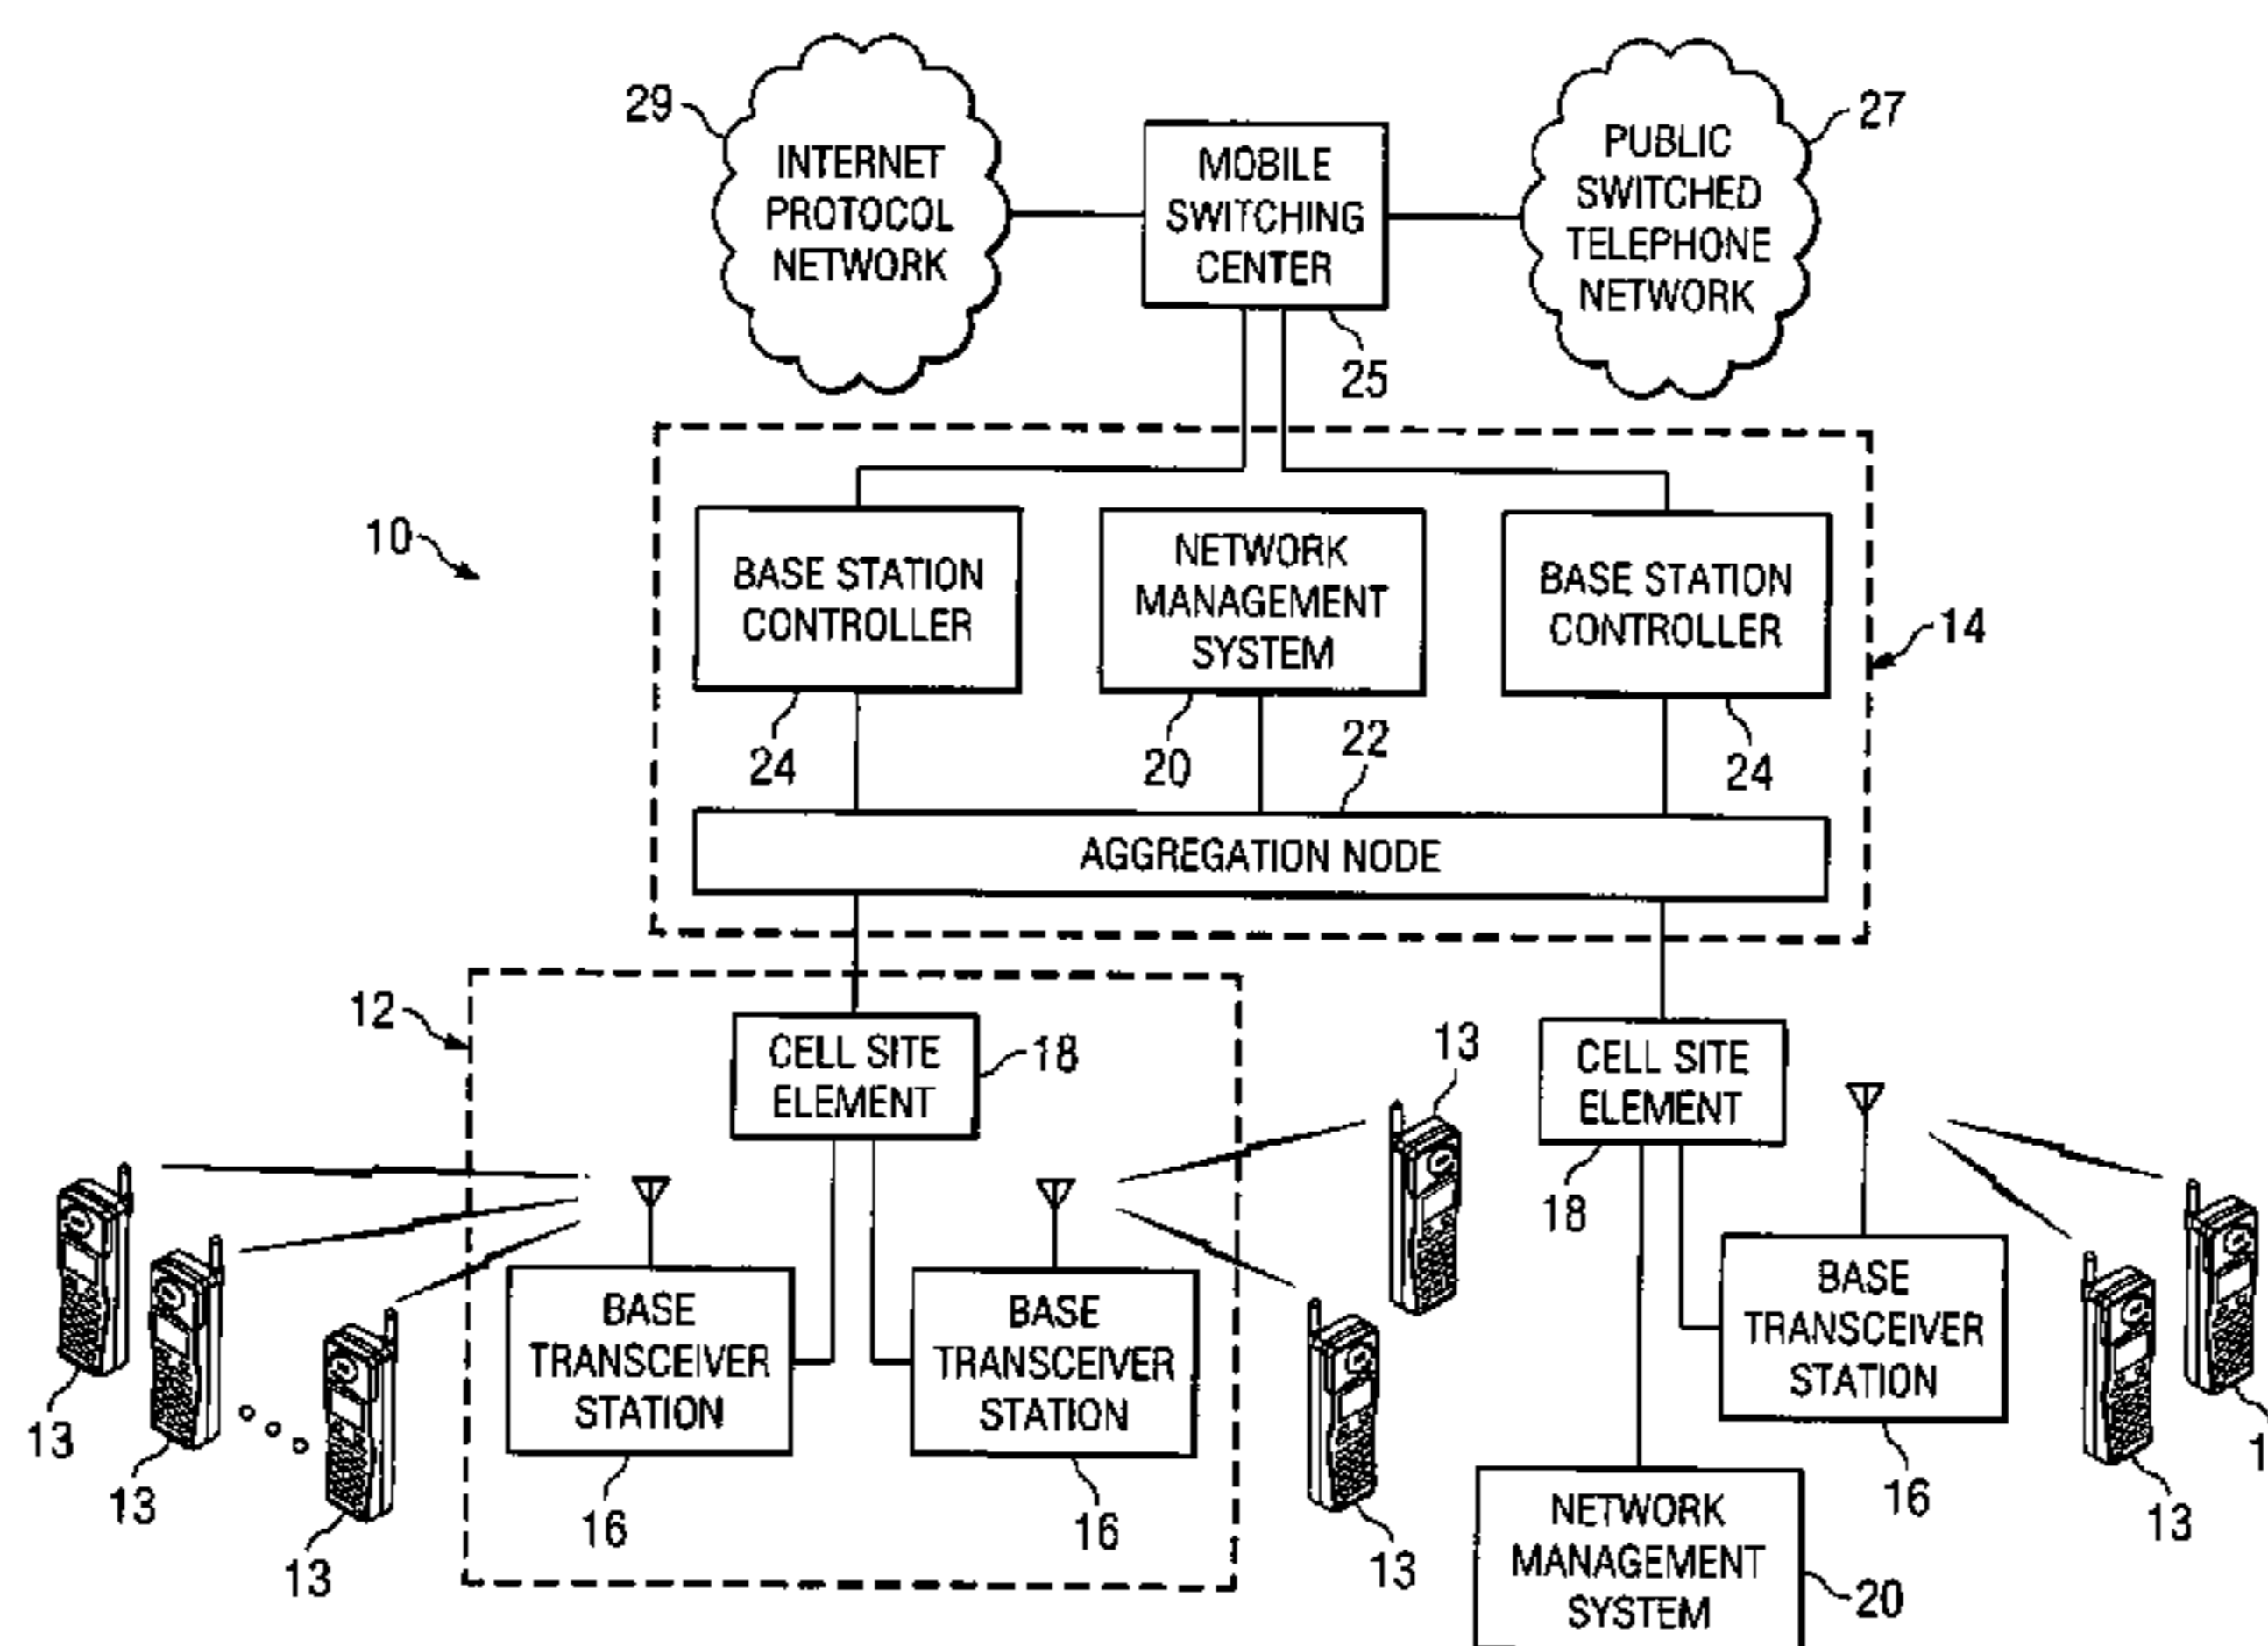 29
INTERNET
PROTOCOL
NETWORK
MOBILE
SWITCHING
CENTER
25
PUBLIC
SWITCHED
TELEPHONE
NETWORK
27
10
BASE STATION
CONTROLLER
24
NETWORK
MANAGEMENT
SYSTEM
20
22
BASE STATION
CONTROLLER
24
14
AGGREGATION NODE
12
CELL SITE
ELEMENT
18
13
CELL SITE
ELEMENT
18
BASE
TRANSCEIVER
STATION
16
BASE
TRANSCEIVER
STATION
16
BASE
TRANSCEIVER
STATION
16
13
13
13
13
13
NETWORK
MANAGEMENT
SYSTEM
20